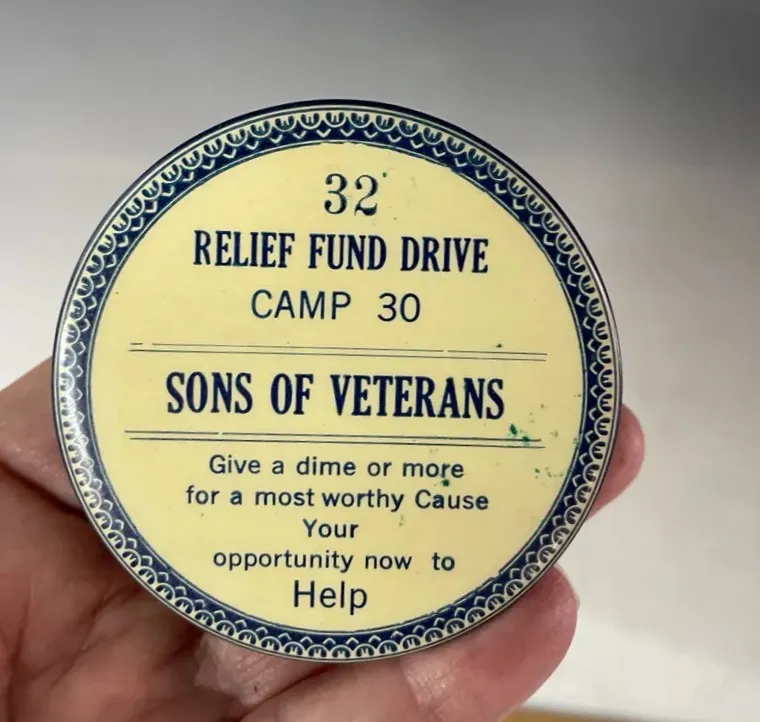 32
RELIEF FUND DRIVE
CAMP 30
SONS OF VETERANS
Give a dime or more
for a most worthy Cause
Your
opportunity now to
Help